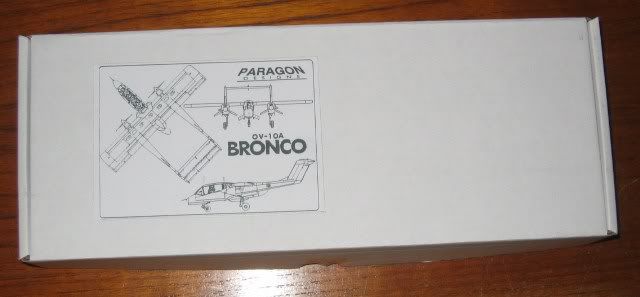 PARAGON
DESIGNS
OV-10A
BRONCO